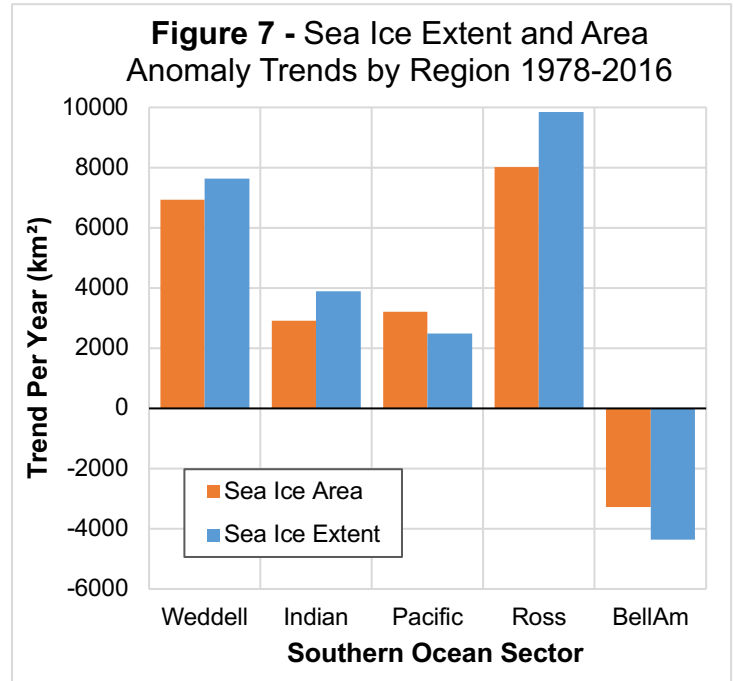 Figure 7 - Sea Ice Extent and Area
Anomaly Trends by Region 1978-2016
Trend Per Year (km²)
10000
8000
6000
4000
2000
0
-2000
-4000
-6000
Sea Ice Area
Sea Ice Extent
Weddell Indian Pacific Ross BellAm
Southern Ocean Sector